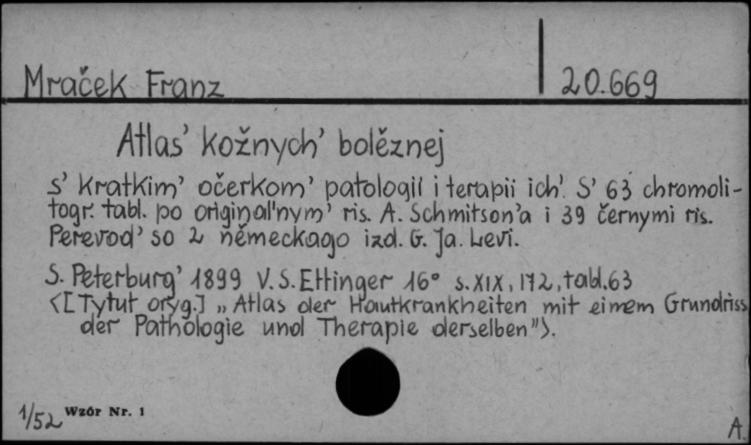 Mraček Franz
20.669
Atlas' kožnych' bolěznej
s' kratkim' očerkom' patologii i terapii ich'. S' 63 chromoli-
togr. tabl. po original'nym' ris. A. Schmitson'a i 39 černymi ris.
Perevod' so 2 německago izd. G. Ja. Levi.
S. Peterburg' 1899 V. S. Ettinger 16° s. XIX, 172, tabl. 63
<[Tytuł oryg.] „Atlas der Hautkrankheiten mit einem Grundriss
der Pathologie und Therapie derselben">.
1/52 Wzór Nr. 1
A